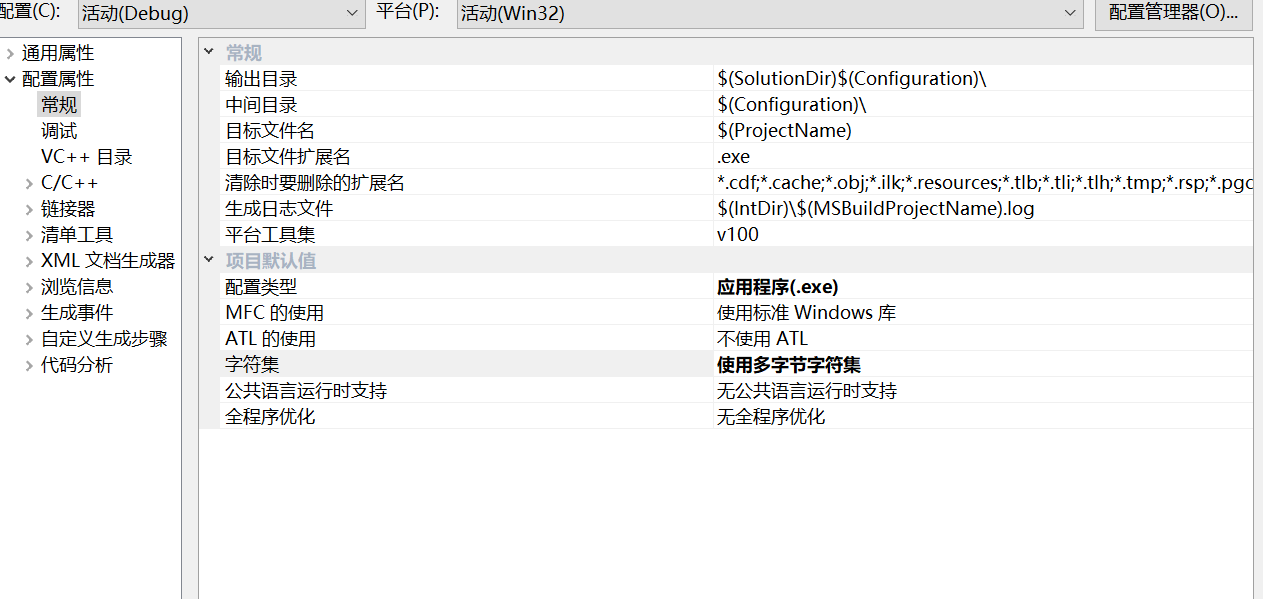 配置(C):
活动(Debug)
平台(P):
活动(Win32)
配置管理器(O)...
通用属性
配置属性
常规
调试
VC++ 目录
C/C++
链接器
清单工具
XML 文档生成器
浏览信息
生成事件
自定义生成步骤
代码分析
常规
输出目录 $(SolutionDir)$(Configuration)\
中间目录 $(Configuration)\
目标文件名 $(ProjectName)
目标文件扩展名 .exe
清除时要删除的扩展名 *.cdf;*.cache;*.obj;*.ilk;*.resources;*.tlb;*.tli;*.tlh;*.tmp;*.rsp;*.pgc
生成日志文件 $(IntDir)\$(MSBuildProjectName).log
平台工具集 v100
项目默认值
配置类型 应用程序(.exe)
MFC 的使用 使用标准 Windows 库
ATL 的使用 不使用 ATL
字符集 使用多字节字符集
公共语言运行时支持 无公共语言运行时支持
全程序优化 无全程序优化